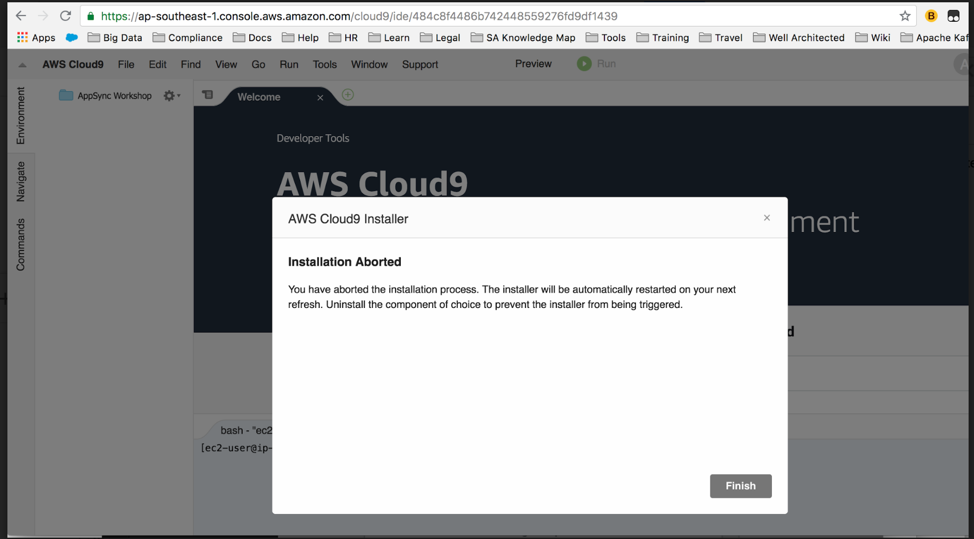 https://ap-southeast-1.console.aws.amazon.com/cloud9/ide/484c8f4486b742448559276fd9df1439
B
Apps Big Data Compliance Docs Help HR Learn Legal SA Knowledge Map Tools Training Travel Well Architected Wiki Apache Kaf
AWS Cloud9 File Edit Find View Go Run Tools Window Support Preview Run
A
Environment
Navigate
Commands
AppSync Workshop
Welcome
Developer Tools
AWS Cloud9
ment
AWS Cloud9 Installer
Installation Aborted
You have aborted the installation process. The installer will be automatically restarted on your next
refresh. Uninstall the component of choice to prevent the installer from being triggered.
d
bash - "ec2
[ec2-user@ip-
Finish